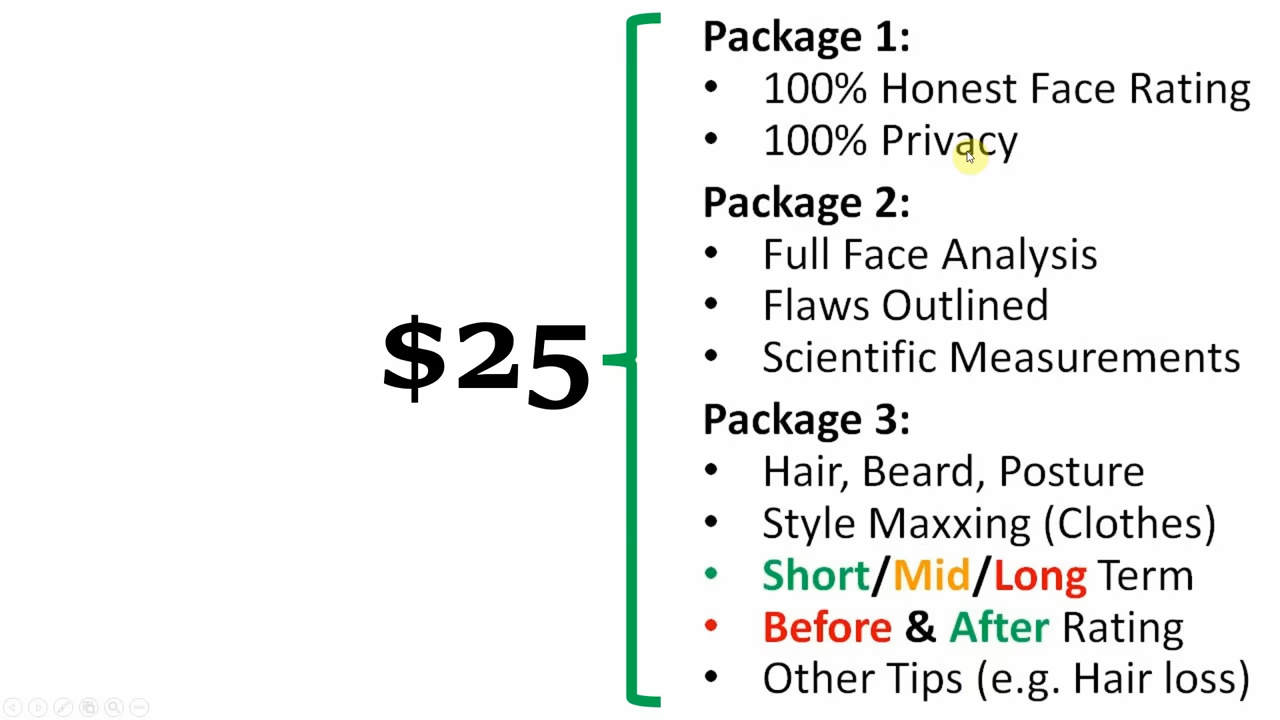 $25
Package 1:
• 100% Honest Face Rating
• 100% Privacy
Package 2:
• Full Face Analysis
• Flaws Outlined
• Scientific Measurements
Package 3:
• Hair, Beard, Posture
• Style Maxxing (Clothes)
• Short/Mid/Long Term
• Before & After Rating
• Other Tips (e.g. Hair loss)